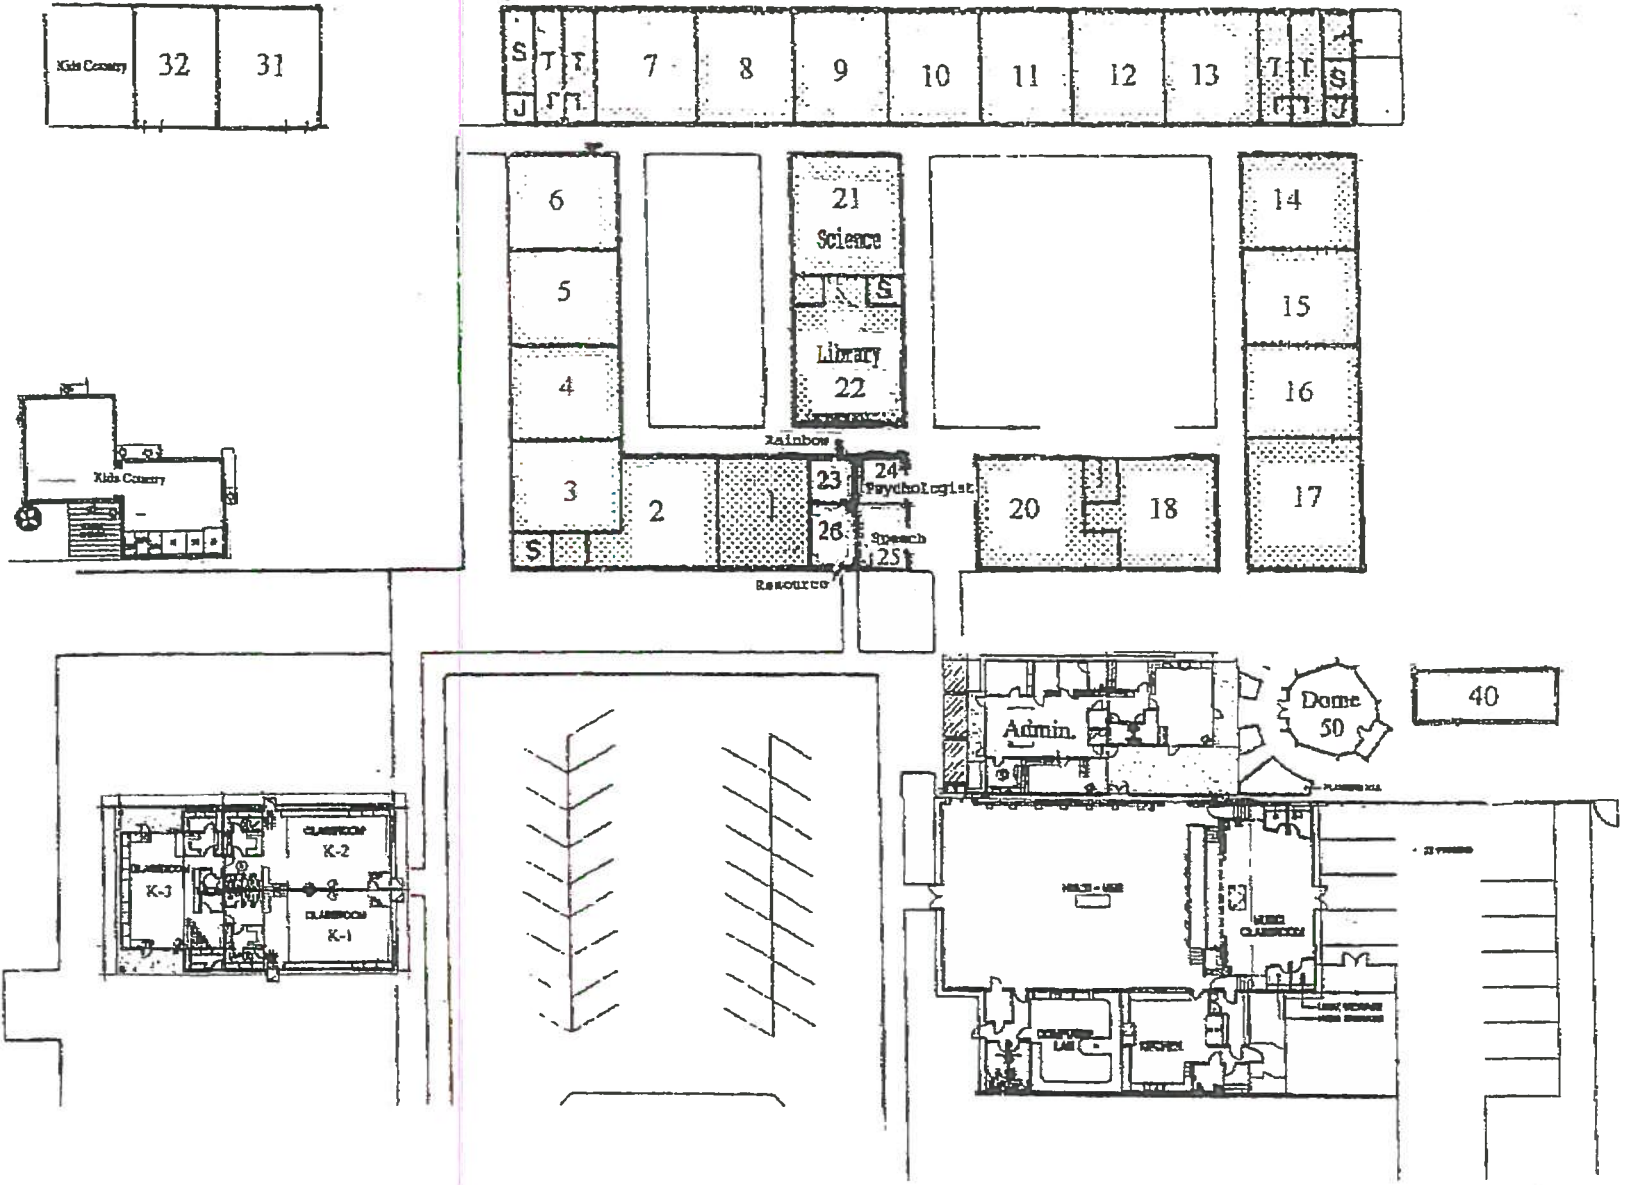 Kids Country 32 31
S T T 7 8 9 10 11 12 13 T T S
J J
6 21 14
Science
5 S 15
Library
4 22 16
Rainbow
Kids Country
3 2 1 23 24 20 18 17
Psychologist
S 26 Speech
25
Resource
Admin. Dome 40
50
CLASSROOM
K-2
CLASSROOM
K-3
CLASSROOM
K-1
MULTI-USE
MUSIC
CLASSROOM
COMPUTER
LAB KITCHEN